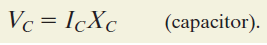 V_C = I_C X_C (capacitor).